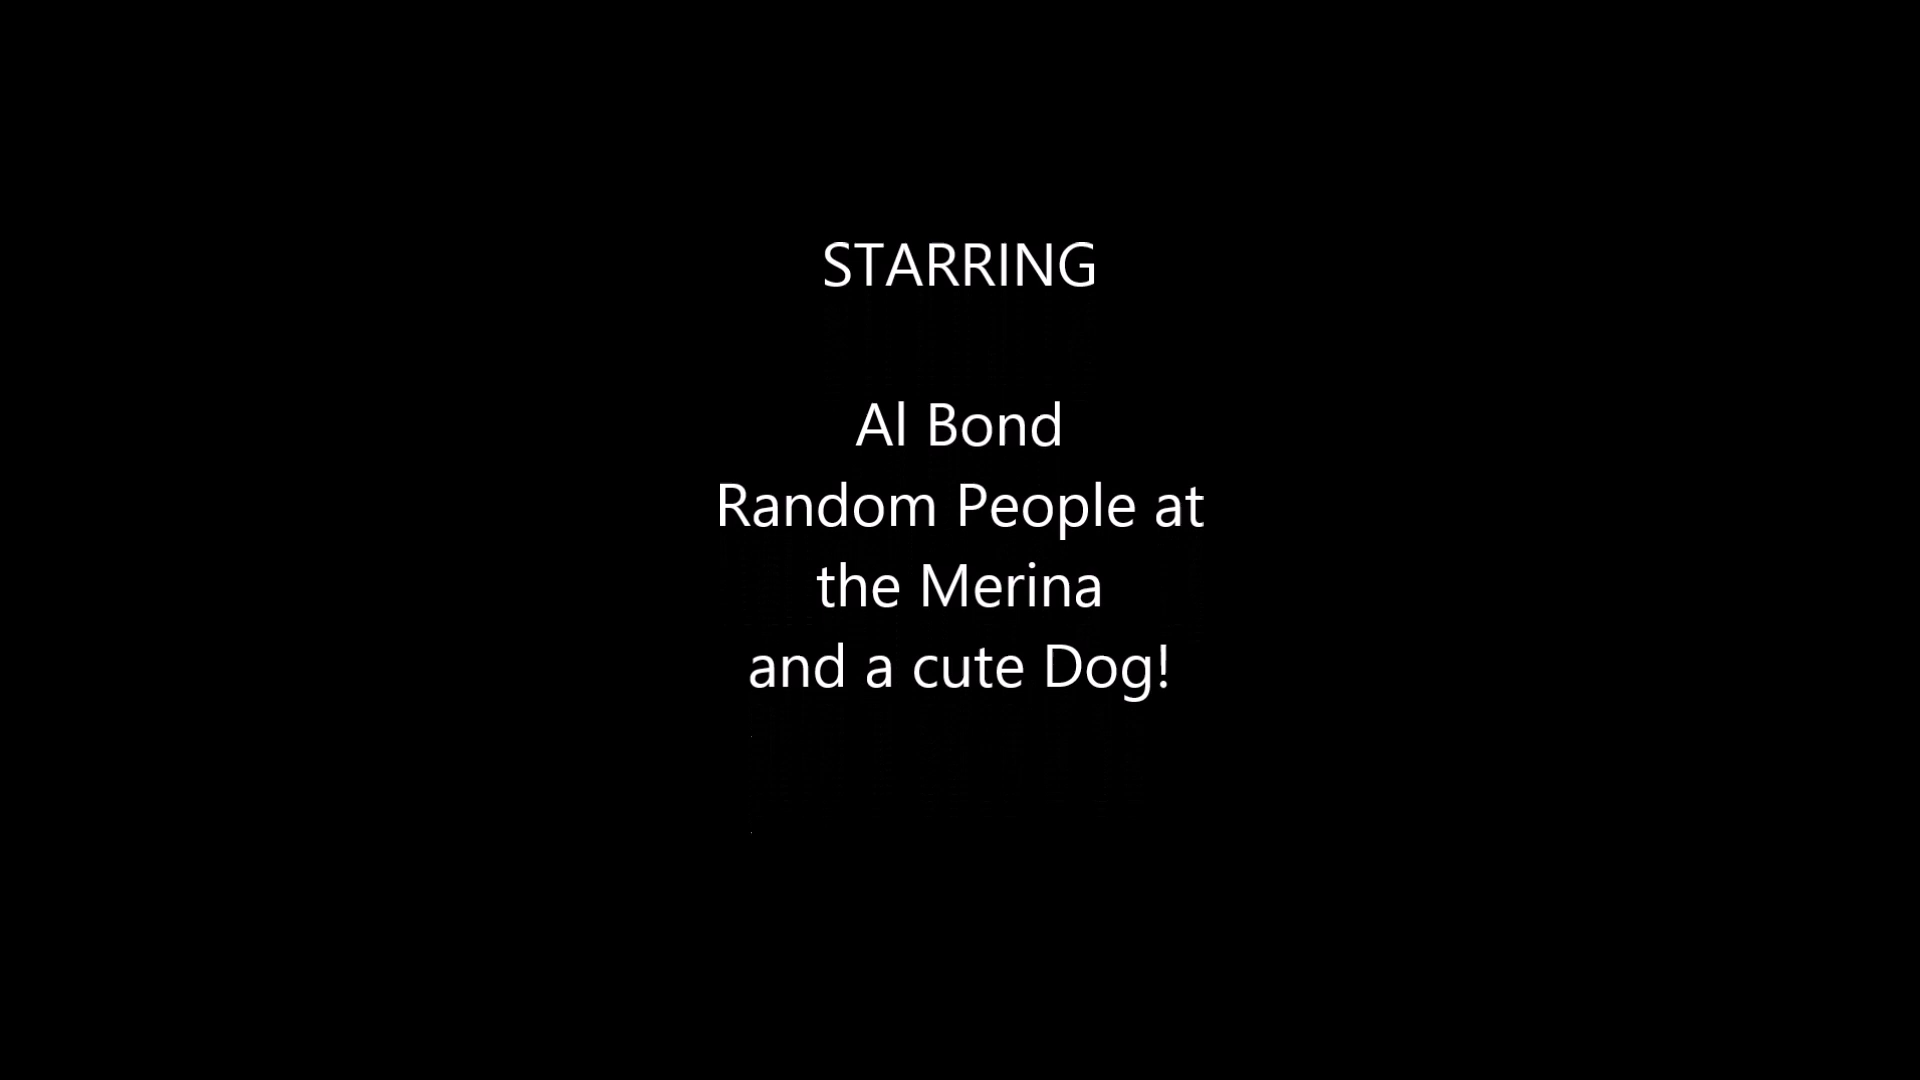 STARRING
Al Bond
Random People at
the Merina
and a cute Dog!